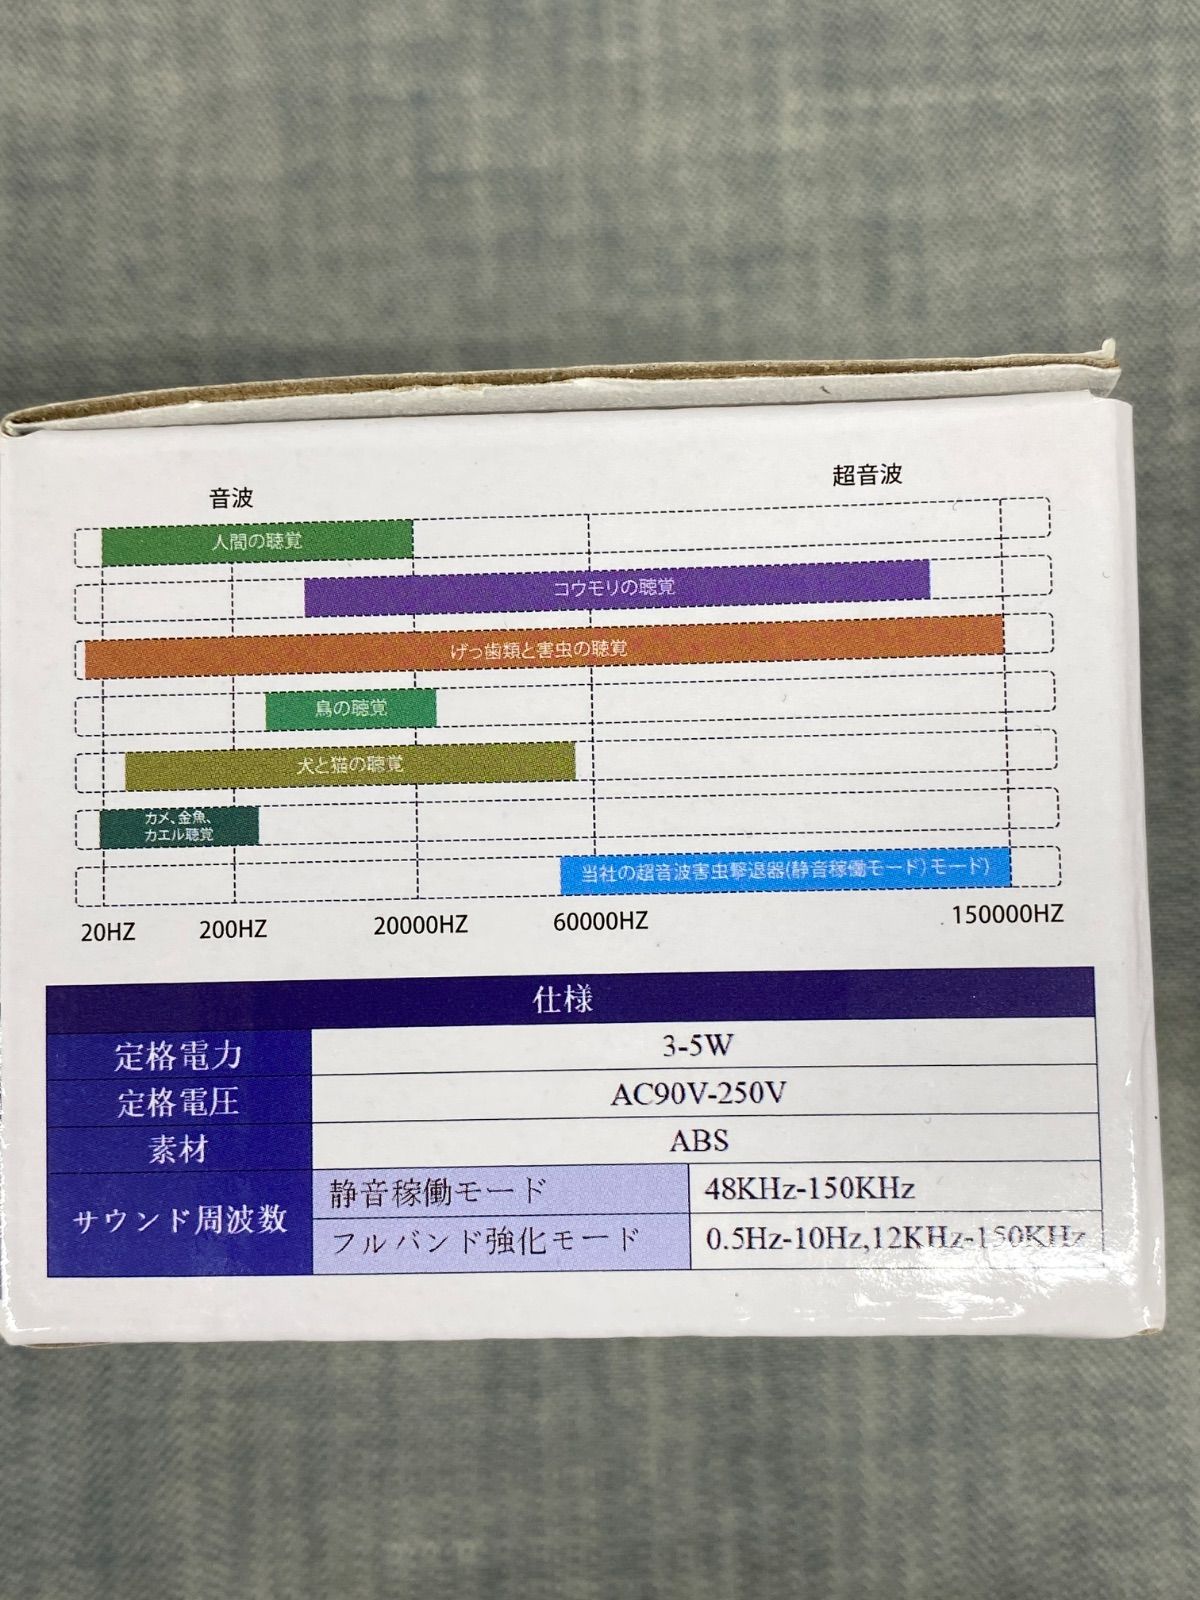 音波
超音波
人間の聴覚
コウモリの聴覚
げっ歯類と害虫の聴覚
鳥の聴覚
犬と猫の聴覚
カメ、金魚、
カエル聴覚
当社の超音波害虫撃退器(静音稼働モード)モード)
20HZ 200HZ 20000HZ 60000HZ 150000HZ
仕様
定格電力 3-5W
定格電圧 AC90V-250V
素材 ABS
サウンド周波数
静音稼働モード 48KHz-150KHz
フルバンド強化モード 0.5Hz-10Hz,12KHz-150KHz